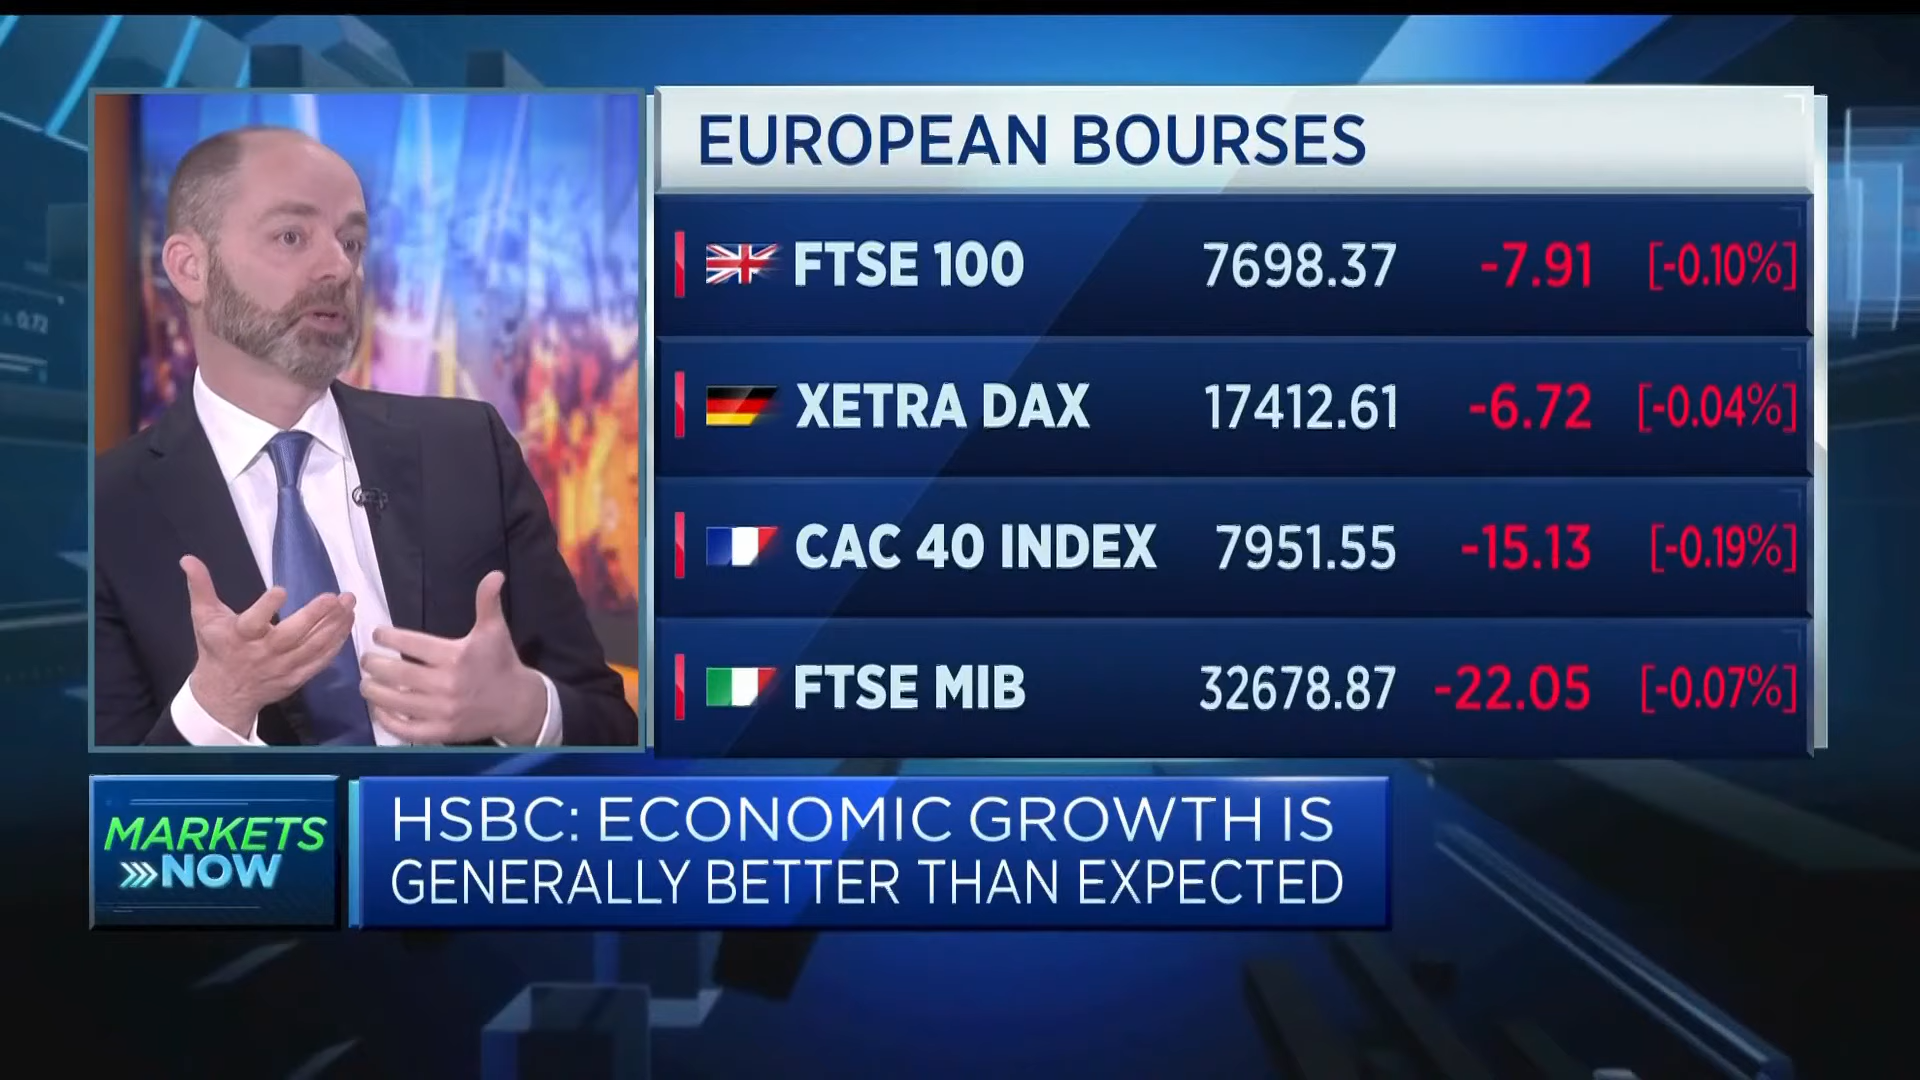 EUROPEAN BOURSES
FTSE 100 7698.37 -7.91 [-0.10%]
XETRA DAX 17412.61 -6.72 [-0.04%]
CAC 40 INDEX 7951.55 -15.13 [-0.19%]
FTSE MIB 32678.87 -22.05 [-0.07%]
MARKETS
NOW
HSBC: ECONOMIC GROWTH IS
GENERALLY BETTER THAN EXPECTED